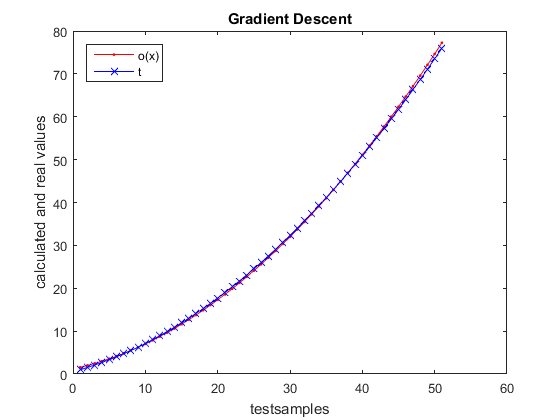 Gradient Descent
o(x)
t
calculated and real values
80
70
60
50
40
30
20
10
0
0 10 20 30 40 50 60
testsamples